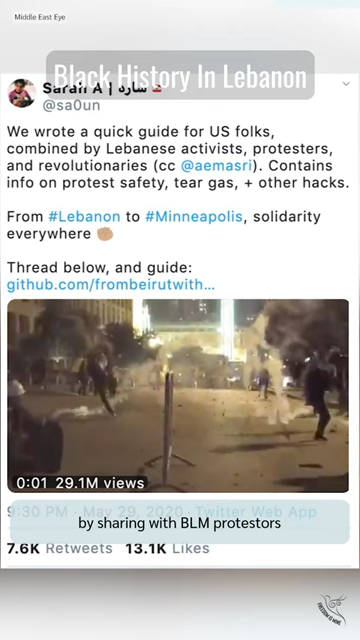 Middle East Eye
Black History In Lebanon
Sarah A | سارة
@sa0un
We wrote a quick guide for US folks,
combined by Lebanese activists, protesters,
and revolutionaries (cc @aemasri). Contains
info on protest safety, tear gas, + other hacks.
From #Lebanon to #Minneapolis, solidarity
everywhere ✊🏽
Thread below, and guide:
github.com/frombeirutwith...
0:01 29.1M views
9:30 PM · May 29, 2020 · Twitter Web App
by sharing with BLM protestors
7.6K Retweets 13.1K Likes
FREEDOM IS MINE